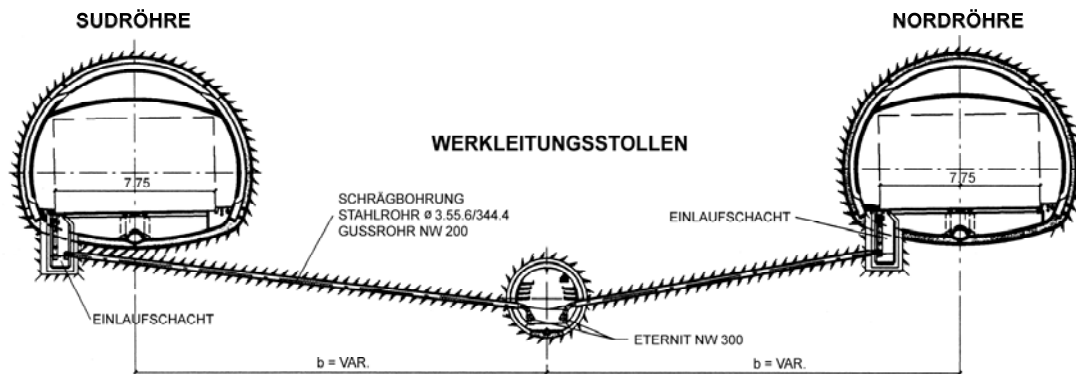 SUDRÖHRE
NORDRÖHRE
WERKLEITUNGSSTOLLEN
7.75
7.75
SCHRÄGBOHRUNG
STAHLROHR ø 3.55.6/344.4
GUSSROHR NW 200
EINLAUFSCHACHT
EINLAUFSCHACHT
ETERNIT NW 300
b = VAR.
b = VAR.